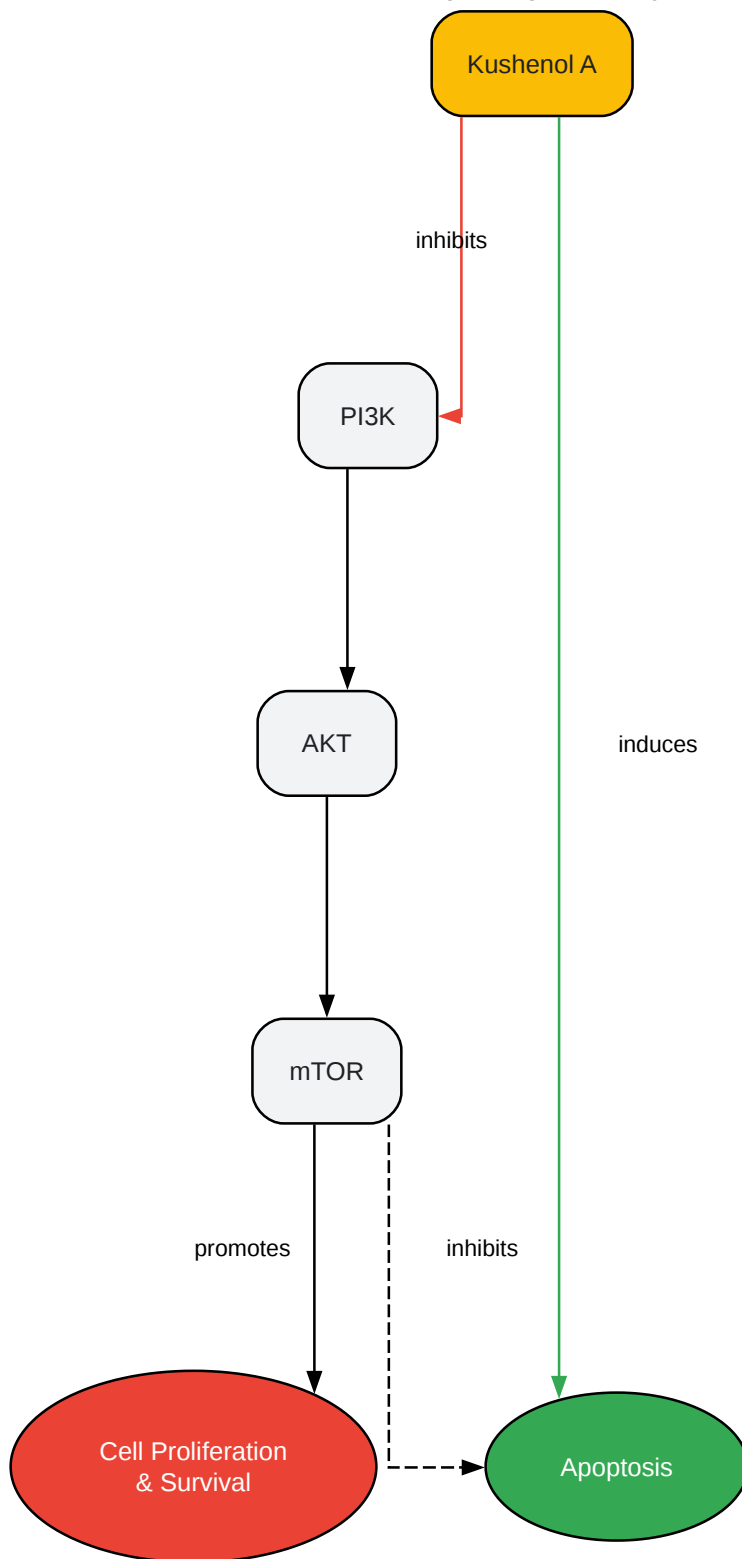 Kushenol A
inhibits
PI3K
AKT
induces
mTOR
promotes
inhibits
Cell Proliferation
& Survival
Apoptosis